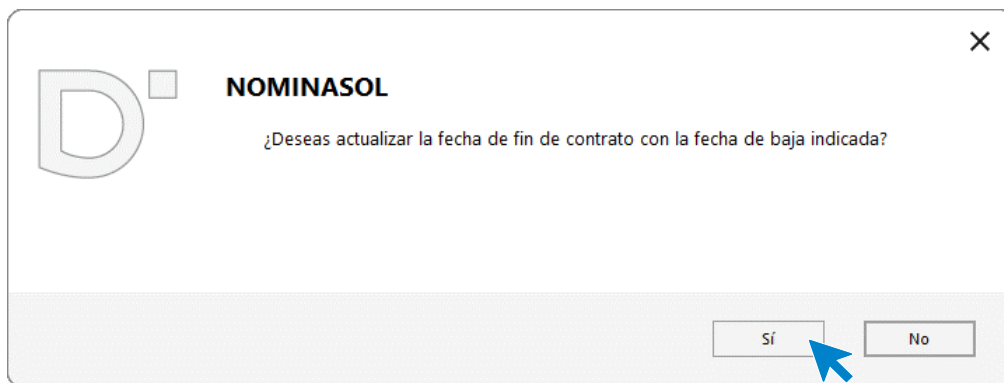 NOMINASOL
¿Deseas actualizar la fecha de fin de contrato con la fecha de baja indicada?
Sí
No